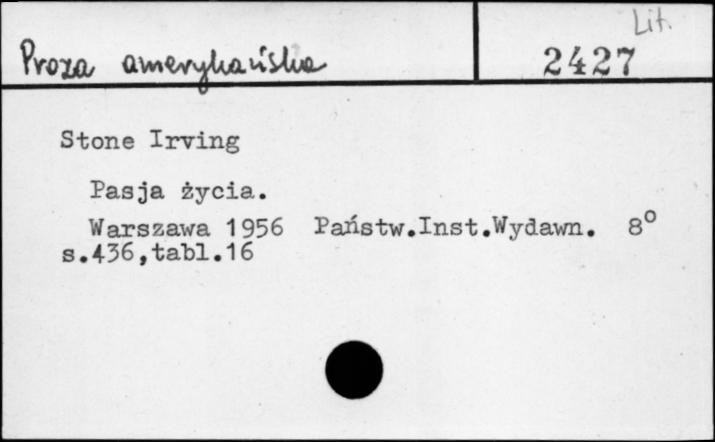 Lit.
Proza amerykańska
2427
Stone Irving
Pasja życia.
Warszawa 1956 Państw.Inst.Wydawn. 8°
s.436,tabl.16